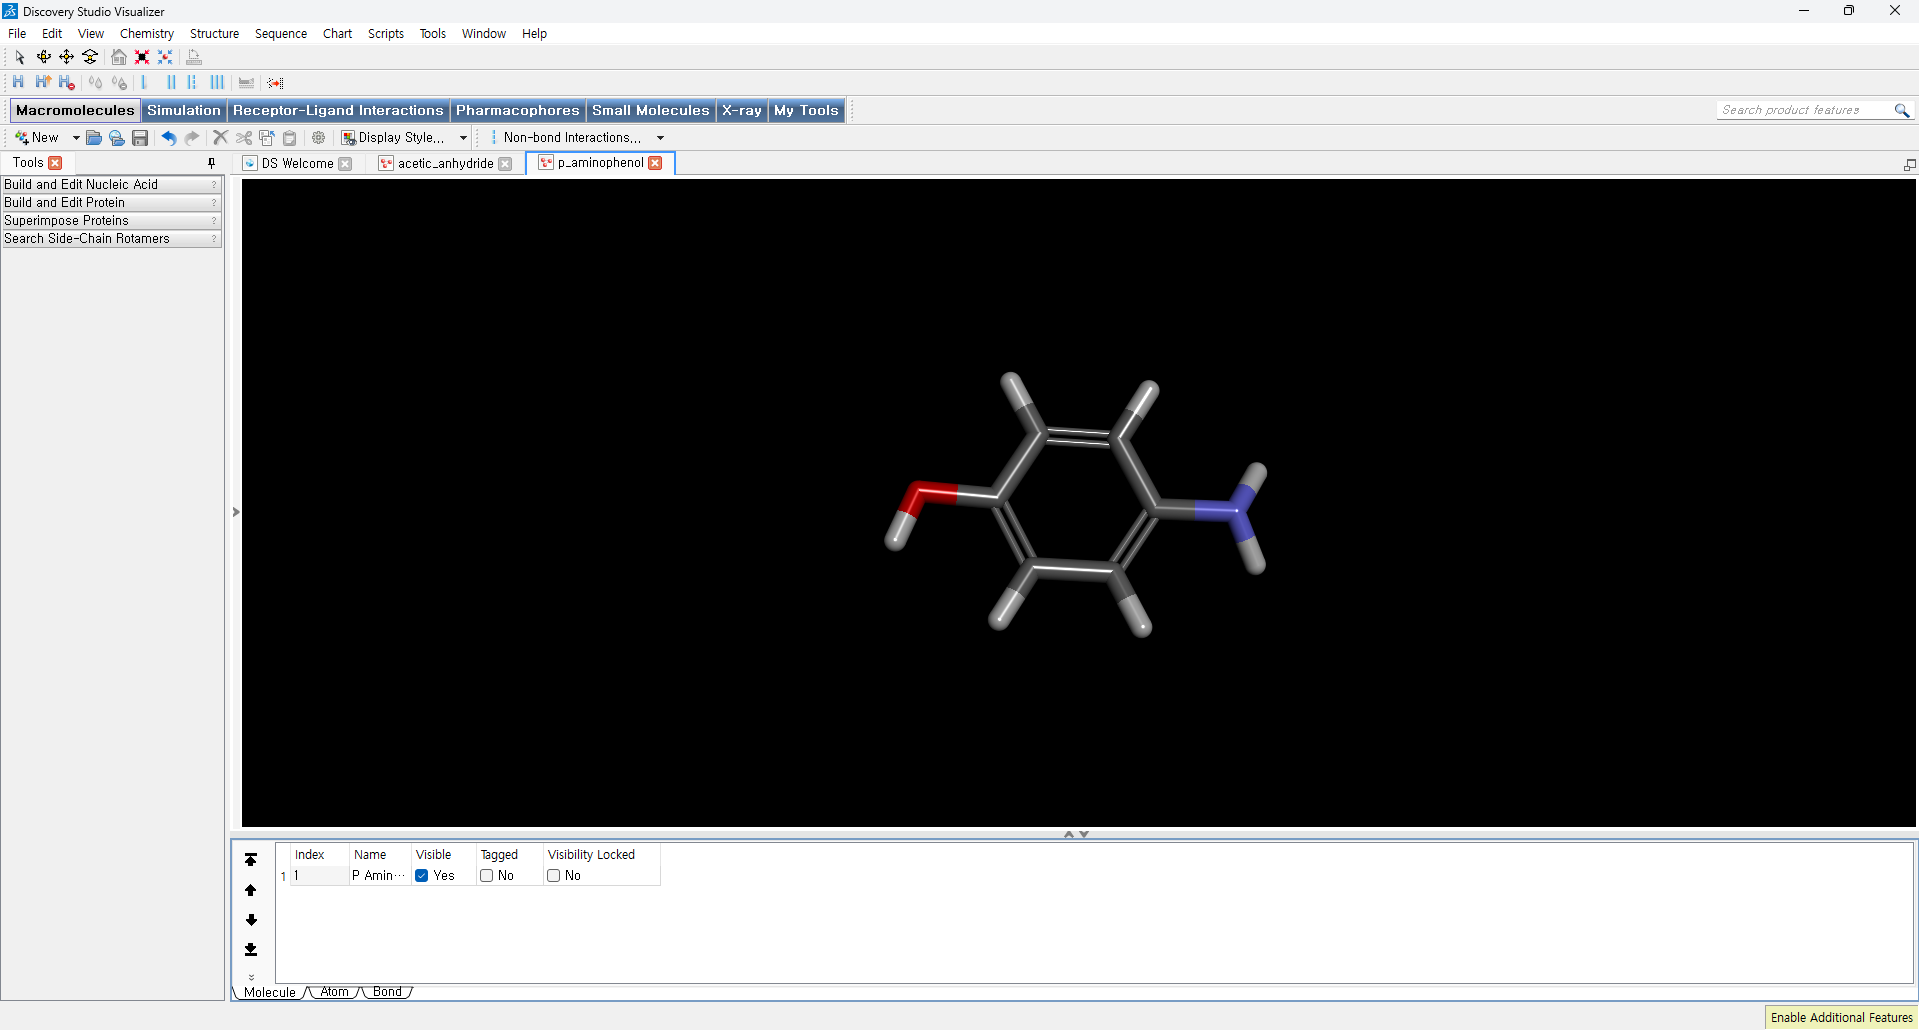 Discovery Studio Visualizer
File Edit View Chemistry Structure Sequence Chart Scripts Tools Window Help
Macromolecules Simulation Receptor-Ligand Interactions Pharmacophores Small Molecules X-ray My Tools
Search product features
New Display Style... Non-bond Interactions...
Tools
DS Welcome acetic_anhydride p_aminophenol
Build and Edit Nucleic Acid ?
Build and Edit Protein ?
Superimpose Proteins ?
Search Side-Chain Rotamers ?
Index Name Visible Tagged Visibility Locked
1 1 P Amin... Yes No No
Molecule Atom Bond
Enable Additional Features